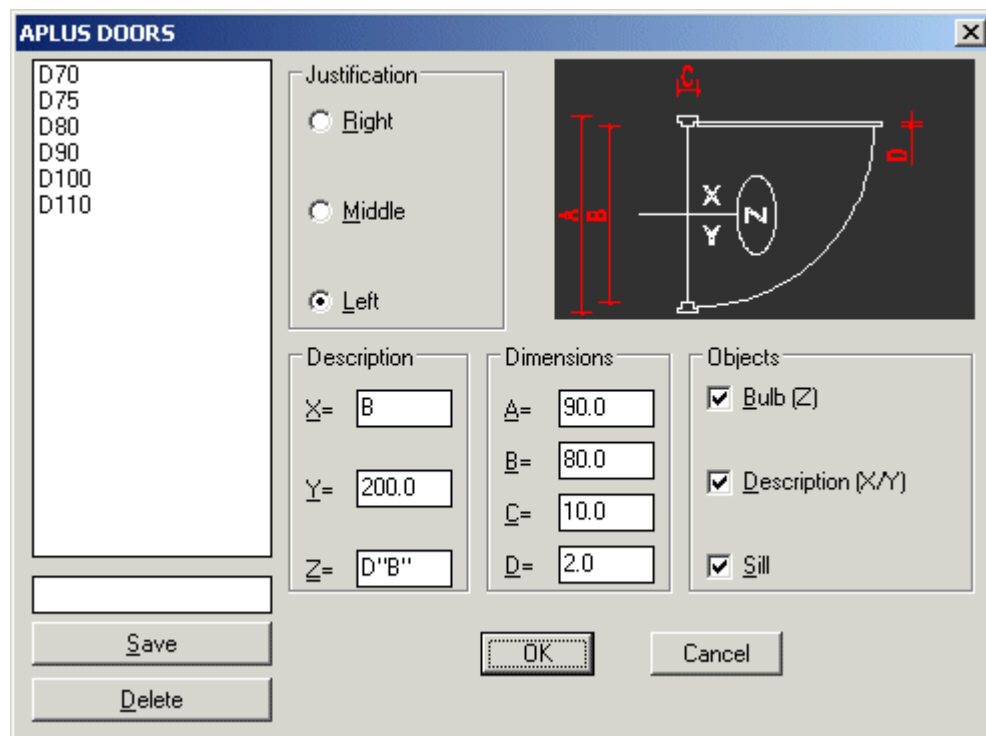 APLUS DOORS
D70
D75
D80
D90
D100
D110
Save
Delete
Justification
Right
Middle
Left
C
A
B
X
Y
Z
D
Description
X= B
Y= 200.0
Z= D"B"
Dimensions
A= 90.0
B= 80.0
C= 10.0
D= 2.0
Objects
Bulb (Z)
Description (X/Y)
Sill
OK
Cancel